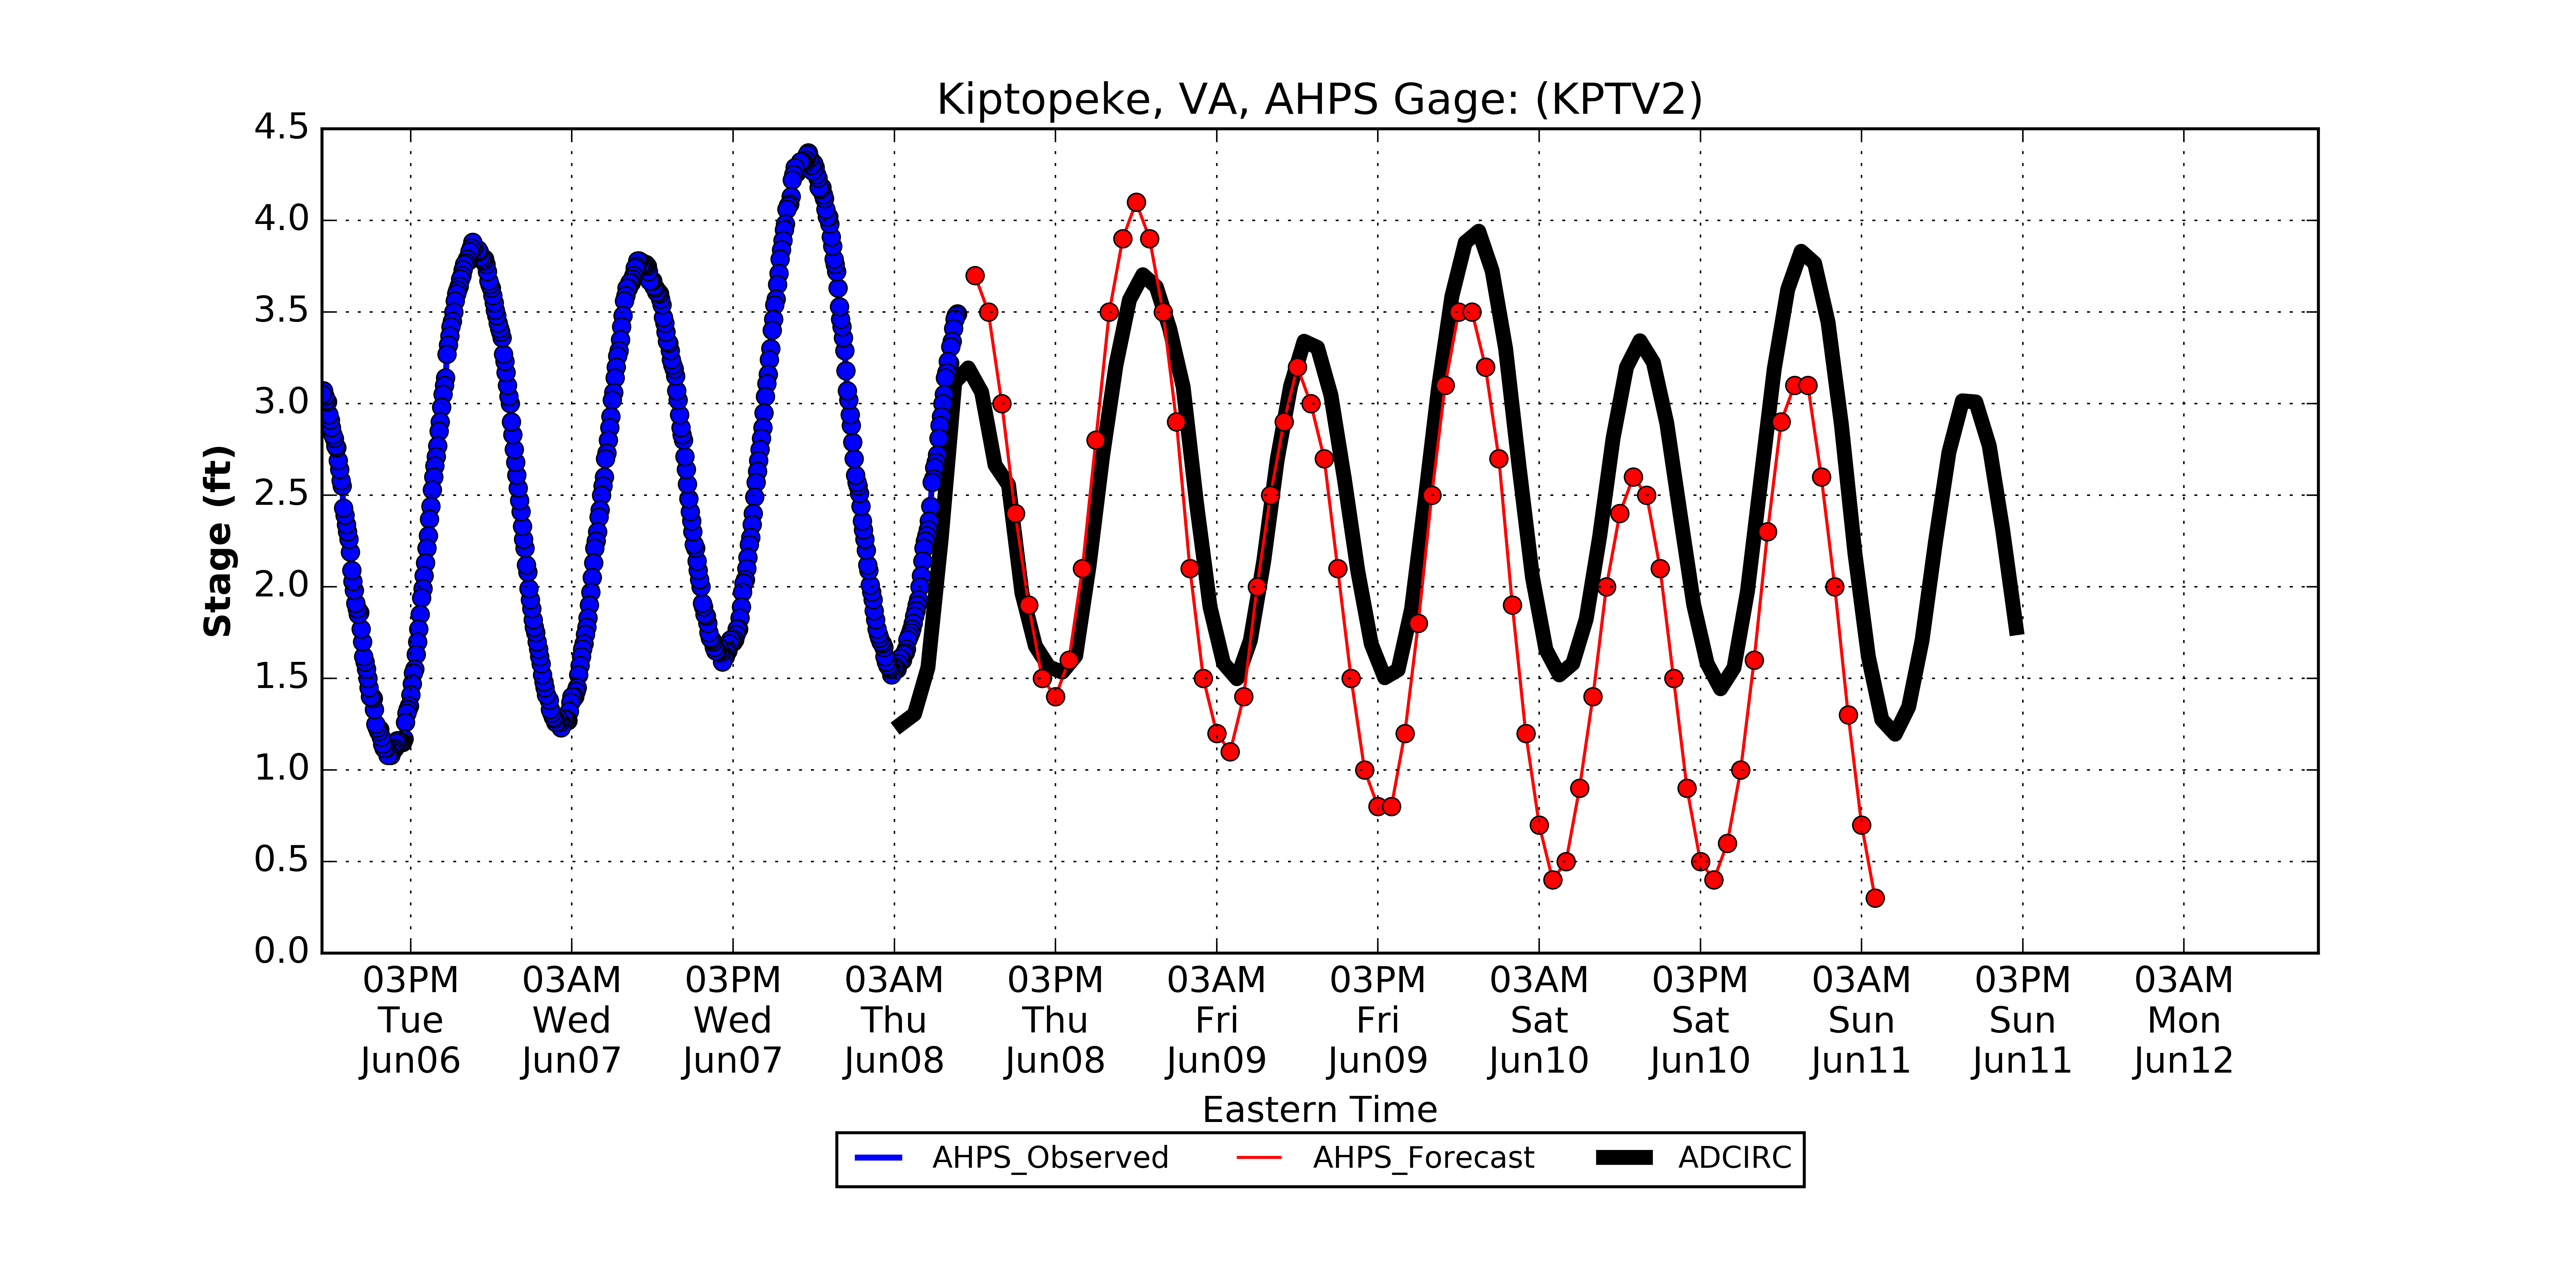 Kiptopeke, VA, AHPS Gage: (KPTV2)
4.5
4.0
3.5
3.0
2.5
2.0
1.5
1.0
0.5
0.0
Stage (ft)
03PM 03AM 03PM 03AM 03PM 03AM 03PM 03AM 03PM 03AM 03PM 03AM
Tue Wed Wed Thu Thu Fri Fri Sat Sat Sun Sun Mon
Jun06 Jun07 Jun07 Jun08 Jun08 Jun09 Jun09 Jun10 Jun10 Jun11 Jun11 Jun12
Eastern Time
AHPS_Observed AHPS_Forecast ADCIRC